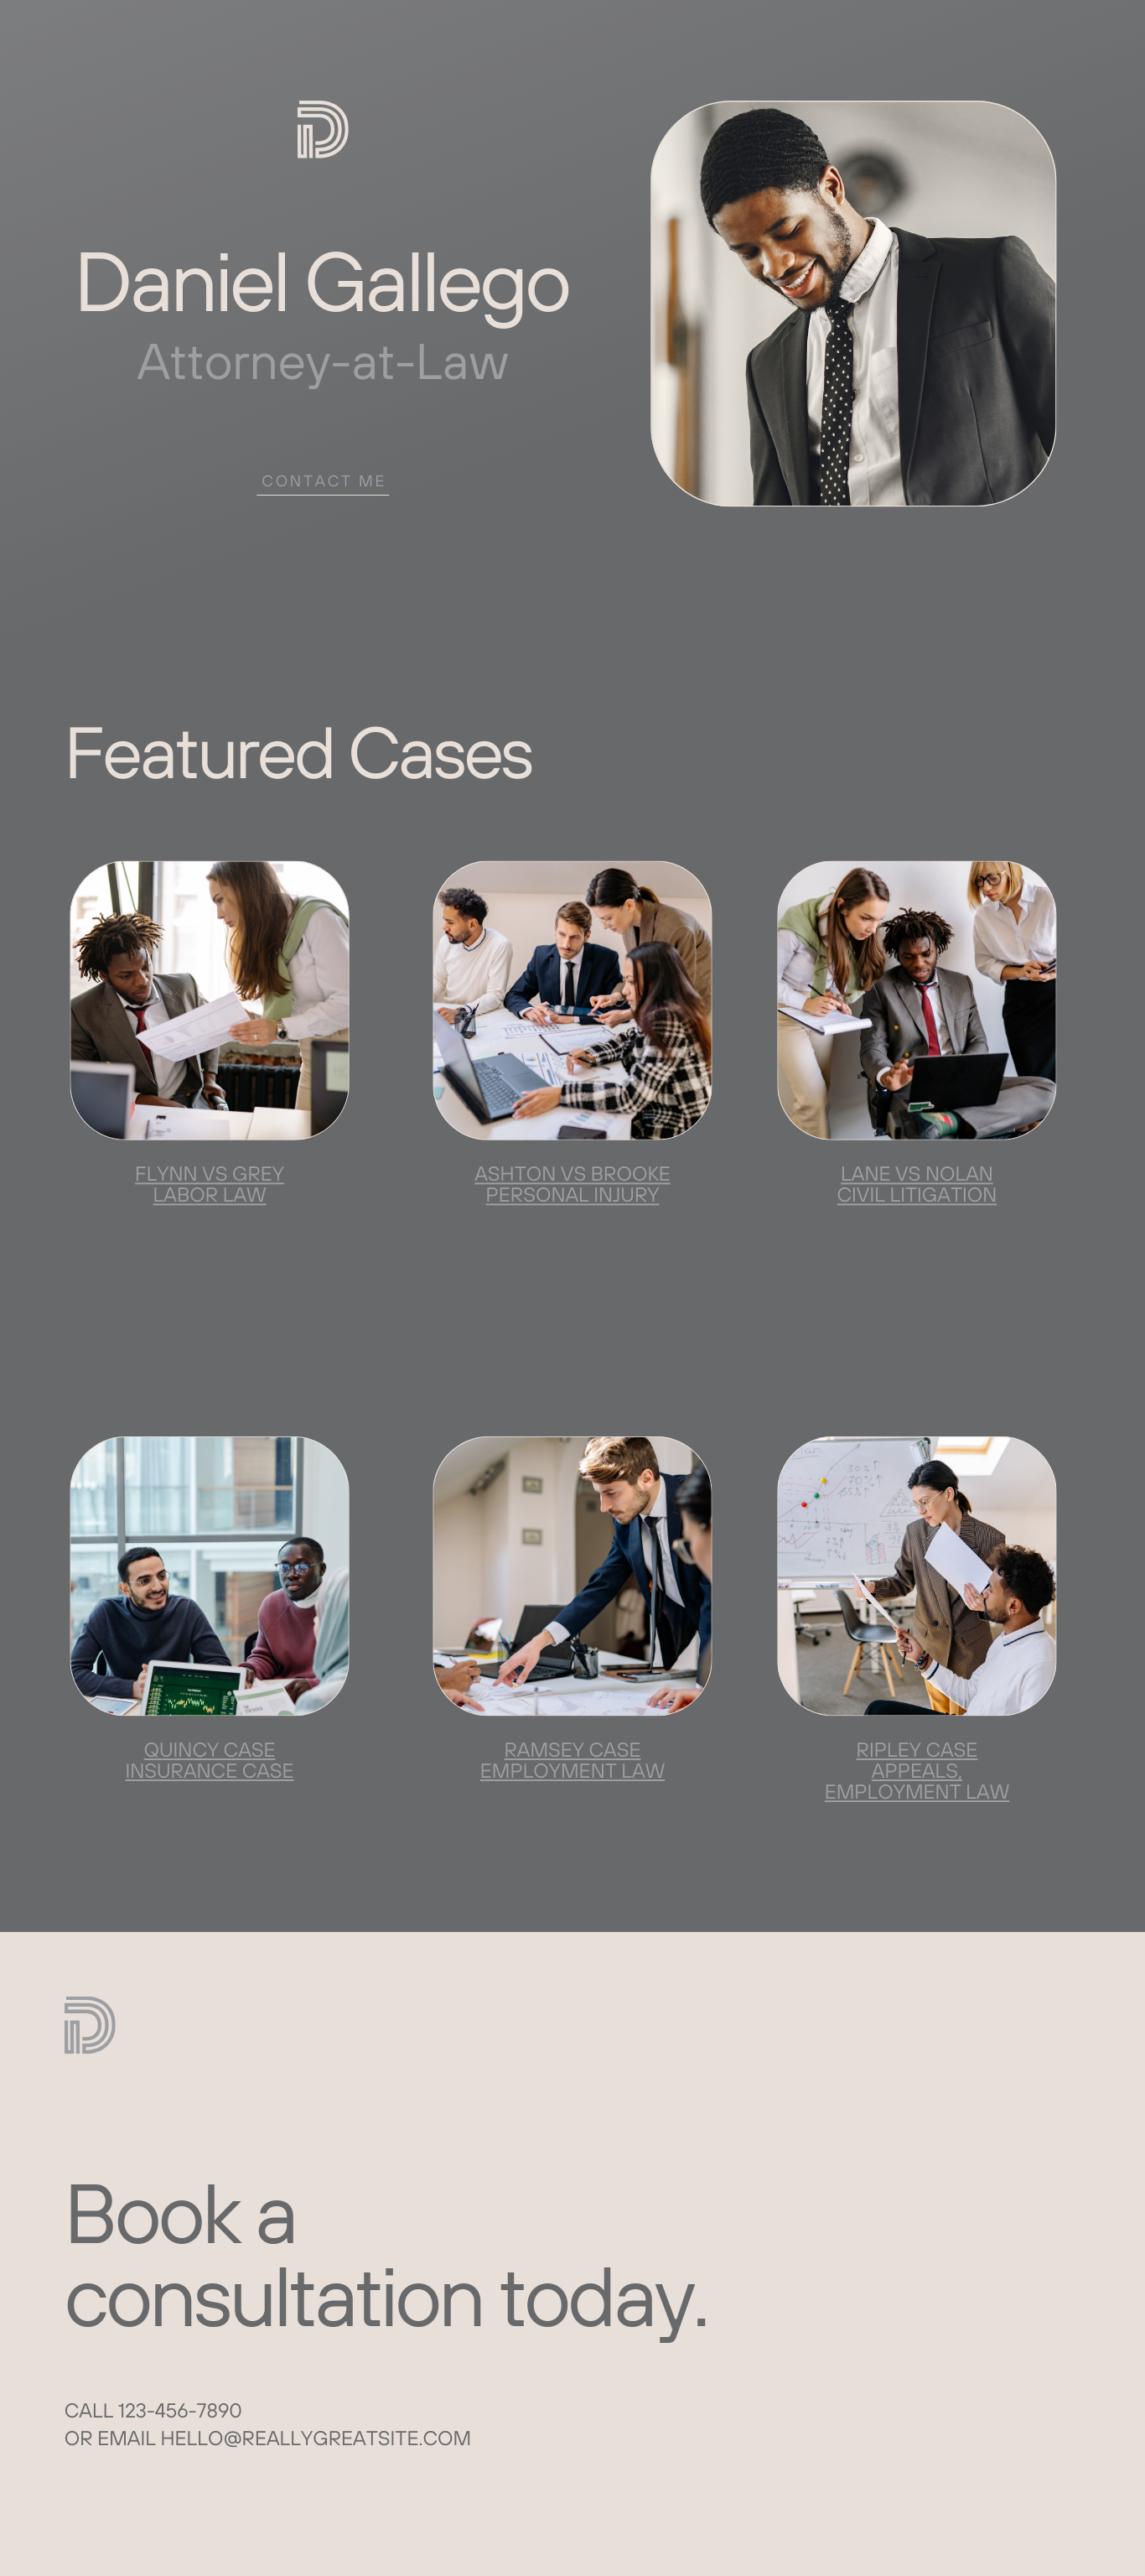 D
Daniel Gallego
Attorney-at-Law
CONTACT ME
Featured Cases
FLYNN VS GREY
LABOR LAW
ASHTON VS BROOKE
PERSONAL INJURY
LANE VS NOLAN
CIVIL LITIGATION
30%↑
70%↑
QUINCY CASE
INSURANCE CASE
RAMSEY CASE
EMPLOYMENT LAW
RIPLEY CASE
APPEALS,
EMPLOYMENT LAW
D
Book a
consultation today.
CALL 123-456-7890
OR EMAIL HELLO@REALLYGREATSITE.COM